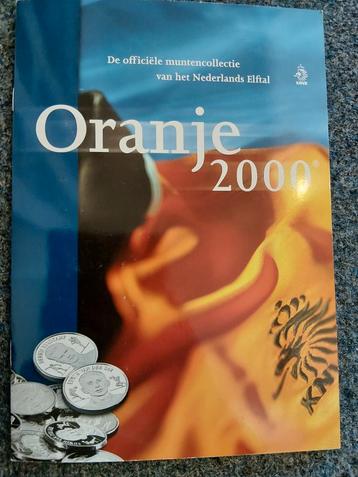 De officiële muntencollectie
van het Nederlands Elftal
KNVB
Oranje
2000